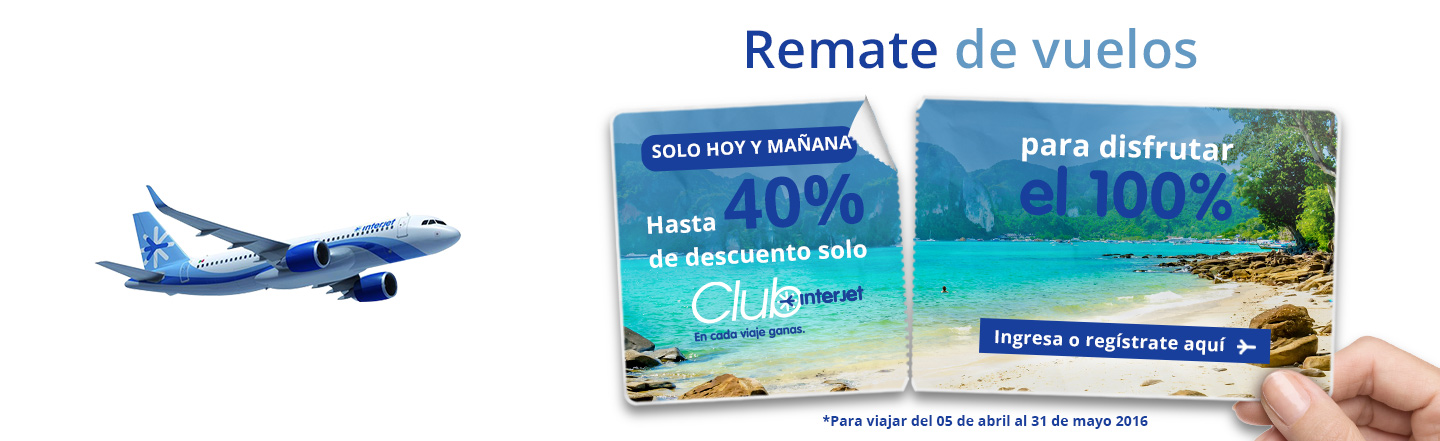 Remate de vuelos
SOLO HOY Y MAÑANA
Hasta 40%
de descuento solo
Club interjet
En cada viaje ganas.
para disfrutar
el 100%
Ingresa o regístrate aquí
*Para viajar del 05 de abril al 31 de mayo 2016
interjet